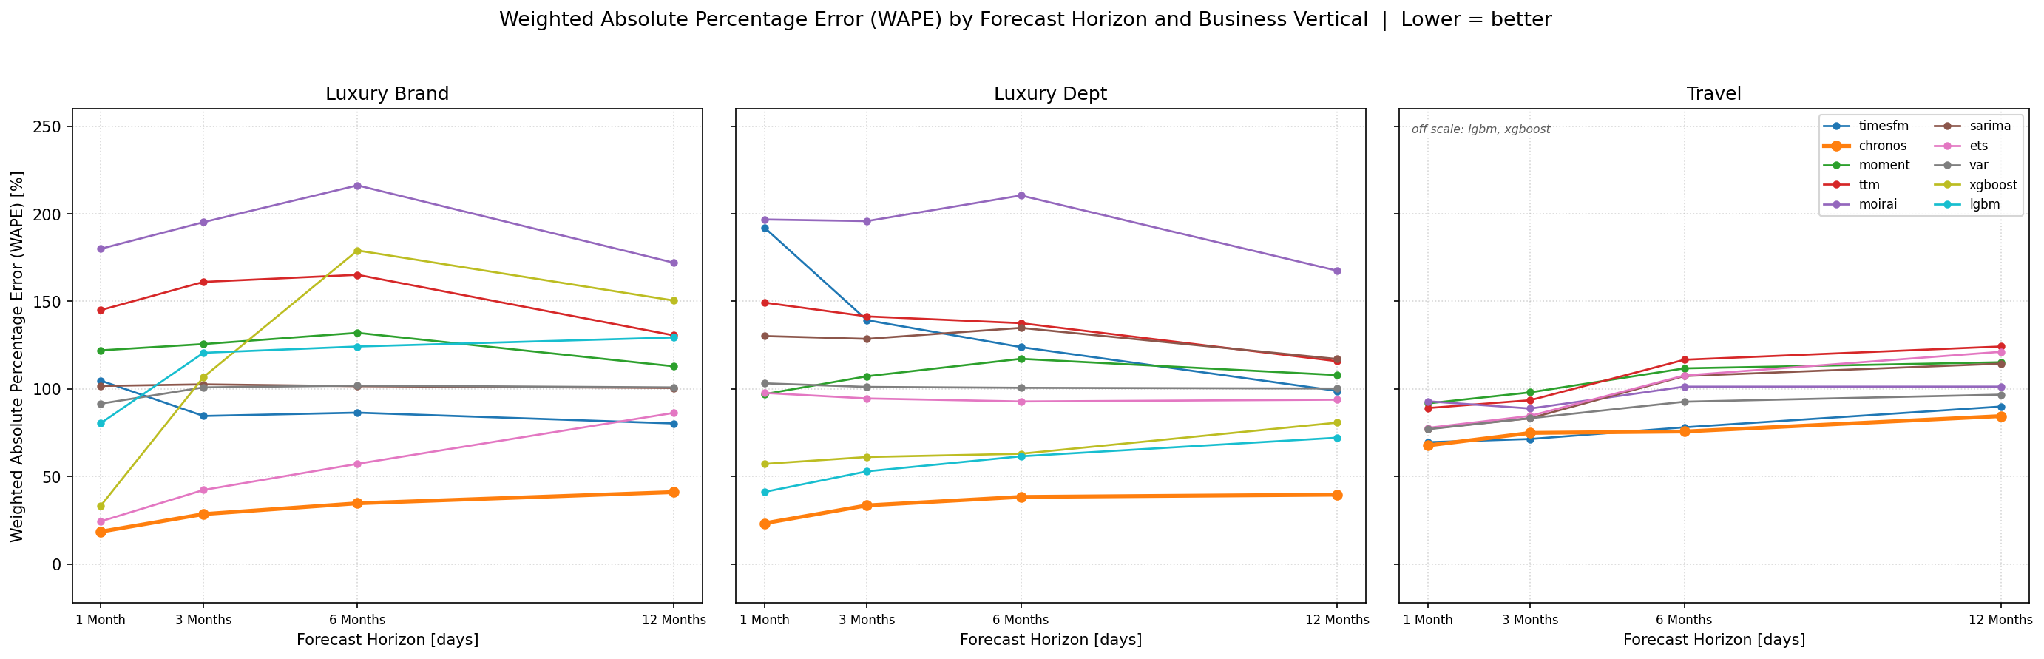 Weighted Absolute Percentage Error (WAPE) by Forecast Horizon and Business Vertical | Lower = better
Luxury Brand
Weighted Absolute Percentage Error (WAPE) [%]
250
200
150
100
50
0
1 Month
3 Months
6 Months
12 Months
Forecast Horizon [days]
Luxury Dept
1 Month
3 Months
6 Months
12 Months
Forecast Horizon [days]
Travel
off scale: lgbm, xgboost
timesfm
chronos
moment
ttm
moirai
sarima
ets
var
xgboost
lgbm
1 Month
3 Months
6 Months
12 Months
Forecast Horizon [days]